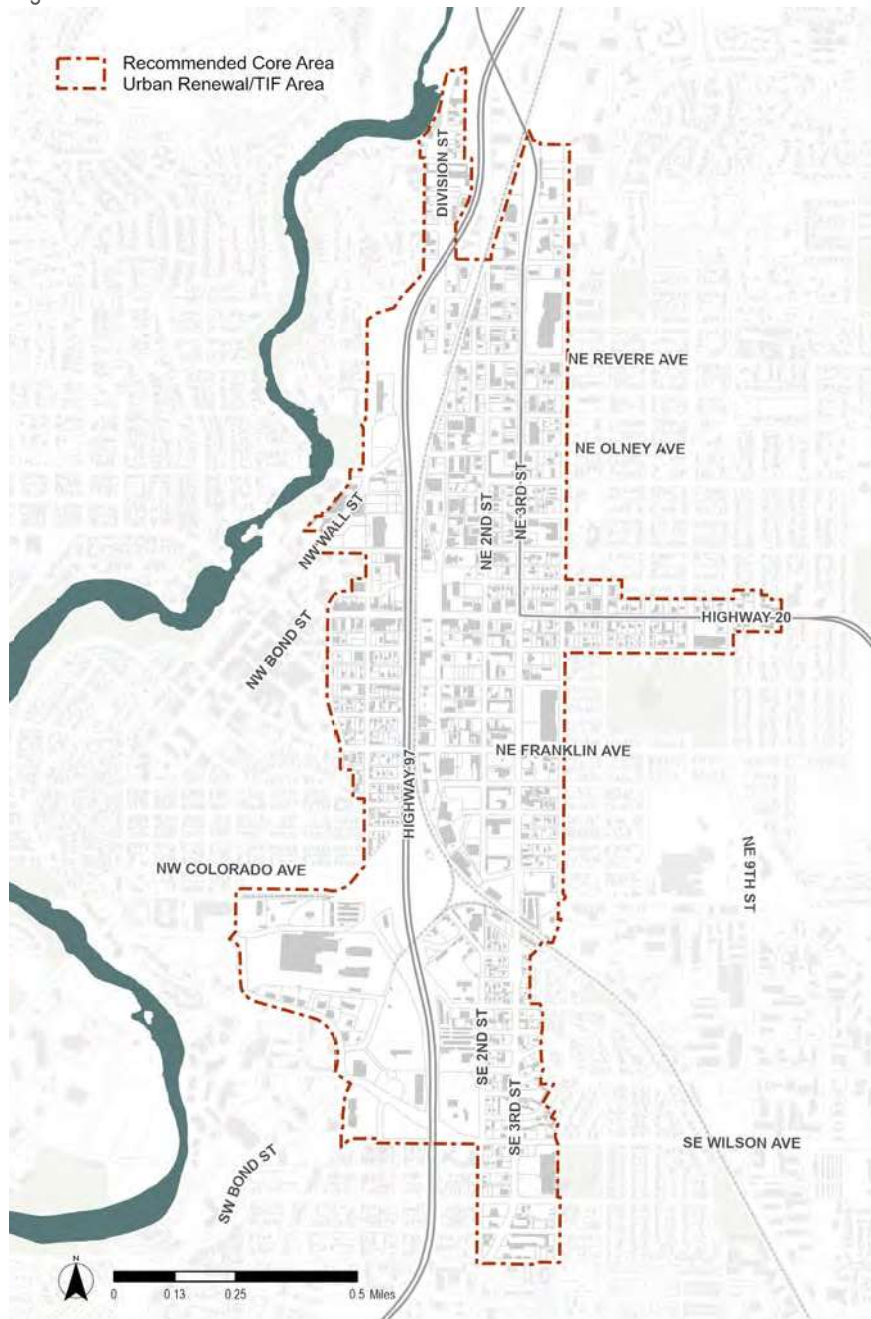 Recommended Core Area
Urban Renewal/TIF Area
DIVISION ST
NE REVERE AVE
NE OLNEY AVE
NE 3RD ST
NE 2ND ST
NW WALL ST
HIGHWAY 20
NW BOND ST
NE FRANKLIN AVE
HIGHWAY 97
NW COLORADO AVE
NE 9TH ST
SE 2ND ST
SE 3RD ST
SE WILSON AVE
SW BOND ST
N
0 0.13 0.25 0.5 Miles